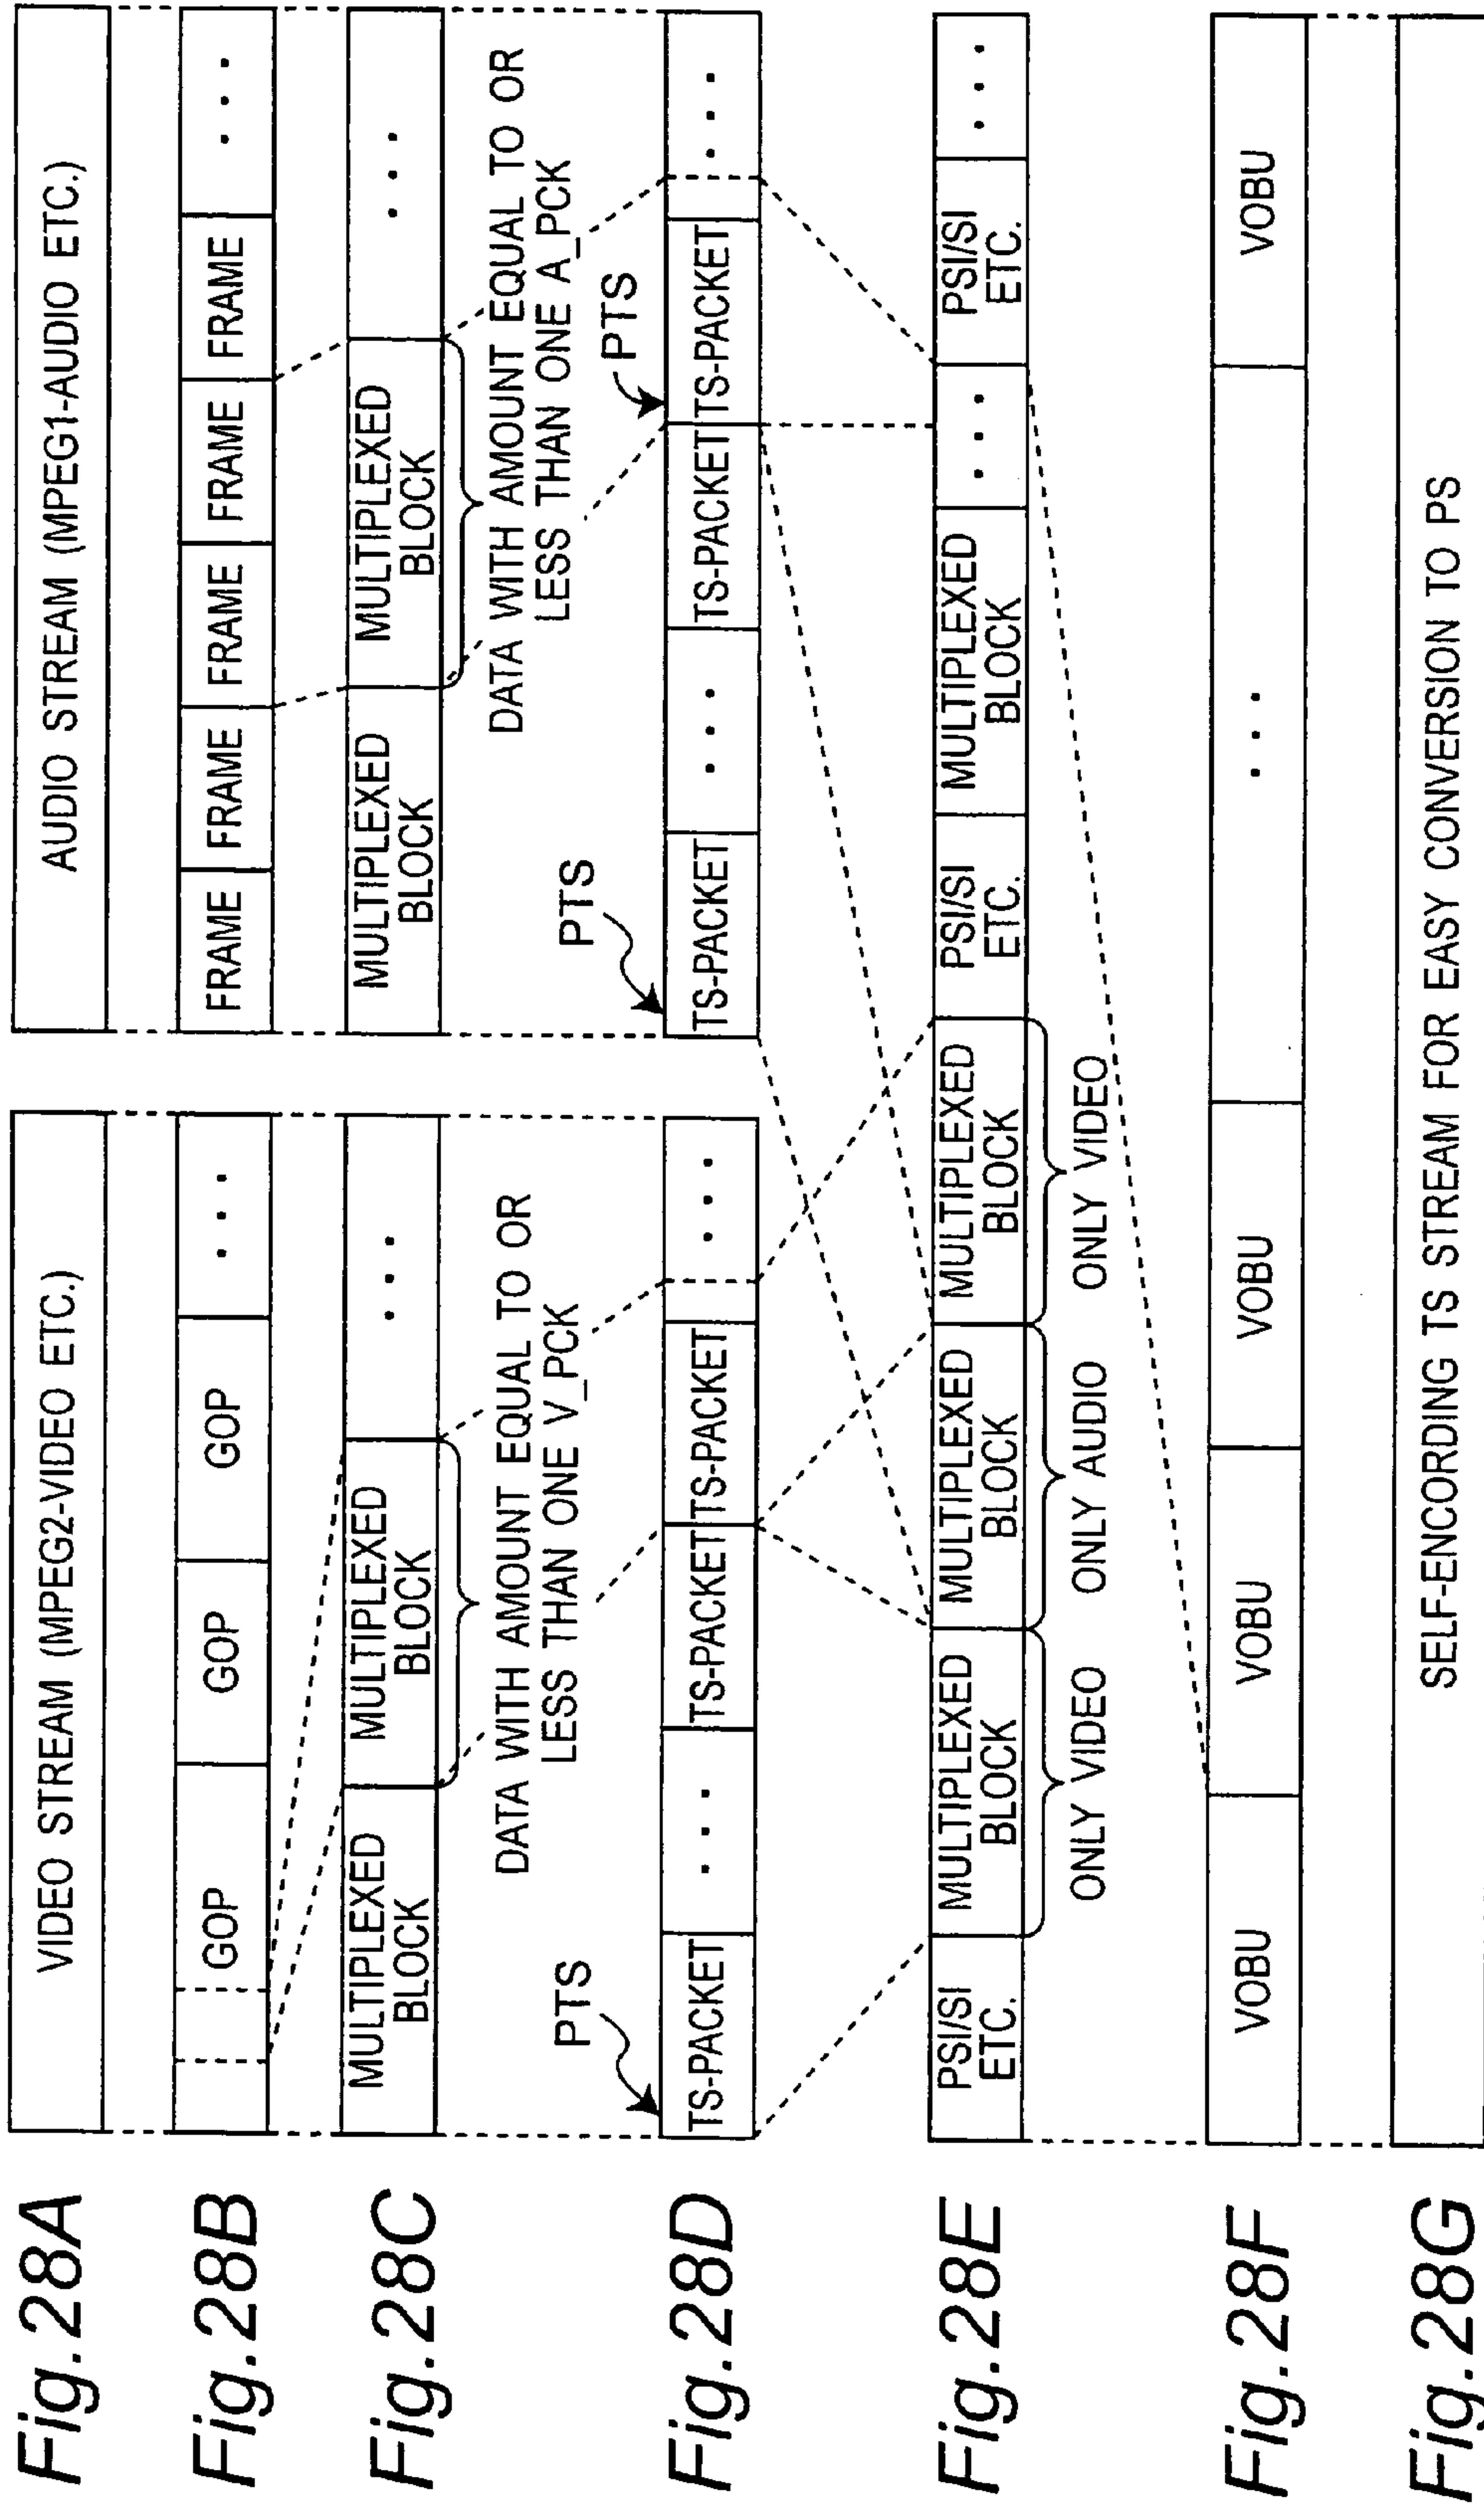 Fig.28A
VIDEO STREAM (MPEG2-VIDEO ETC.)
AUDIO STREAM (MPEG1-AUDIO ETC.)
Fig.28B
GOP
GOP
GOP
...
FRAME
FRAME
FRAME
FRAME
FRAME
...
Fig.28C
MULTIPLEXED
BLOCK
MULTIPLEXED
BLOCK
...
MULTIPLEXED
BLOCK
MULTIPLEXED
BLOCK
...
DATA WITH AMOUNT EQUAL TO OR
LESS THAN ONE V_PCK
DATA WITH AMOUNT EQUAL TO OR
LESS THAN ONE A_PCK
PTS
PTS
PTS
Fig.28D
TS-PACKET
...
TS-PACKET
TS-PACKET
...
TS-PACKET
...
TS-PACKET
TS-PACKET
...
Fig.28E
PSI/SI
ETC.
MULTIPLEXED
BLOCK
MULTIPLEXED
BLOCK
MULTIPLEXED
BLOCK
PSI/SI
ETC.
MULTIPLEXED
BLOCK
...
PSI/SI
ETC.
...
ONLY VIDEO
ONLY AUDIO
ONLY VIDEO
Fig.28F
VOBU
VOBU
VOBU
...
VOBU
Fig.28G
SELF-ENCORDING TS STREAM FOR EASY CONVERSION TO PS